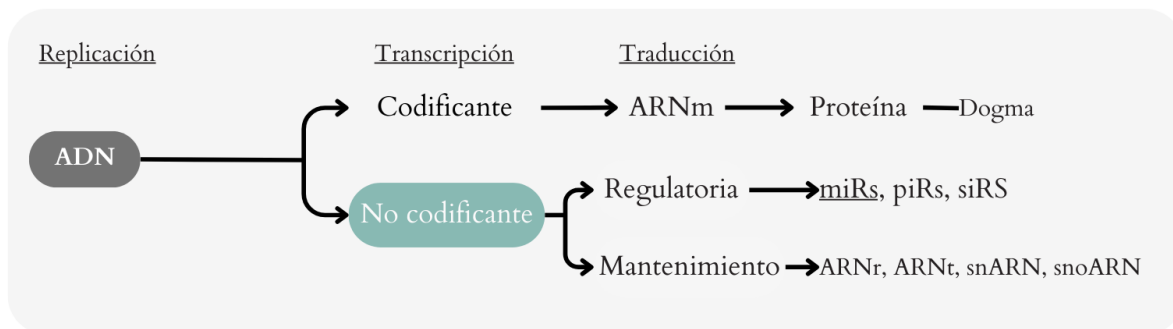 Replicación Transcripción Traducción
Codificante ARNm Proteína Dogma
ADN
Regulatoria miRs, piRs, siRS
No codificante
Mantenimiento ARNr, ARNt, snARN, snoARN